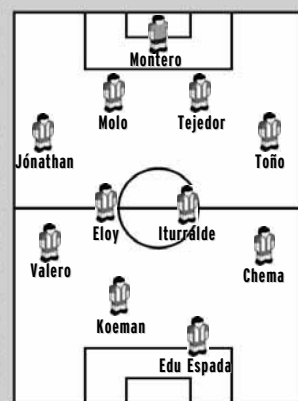 Montero
Molo
Tejedor
Jónathan
Toño
Eloy
Iturralde
Valero
Chema
Koeman
Edu Espada